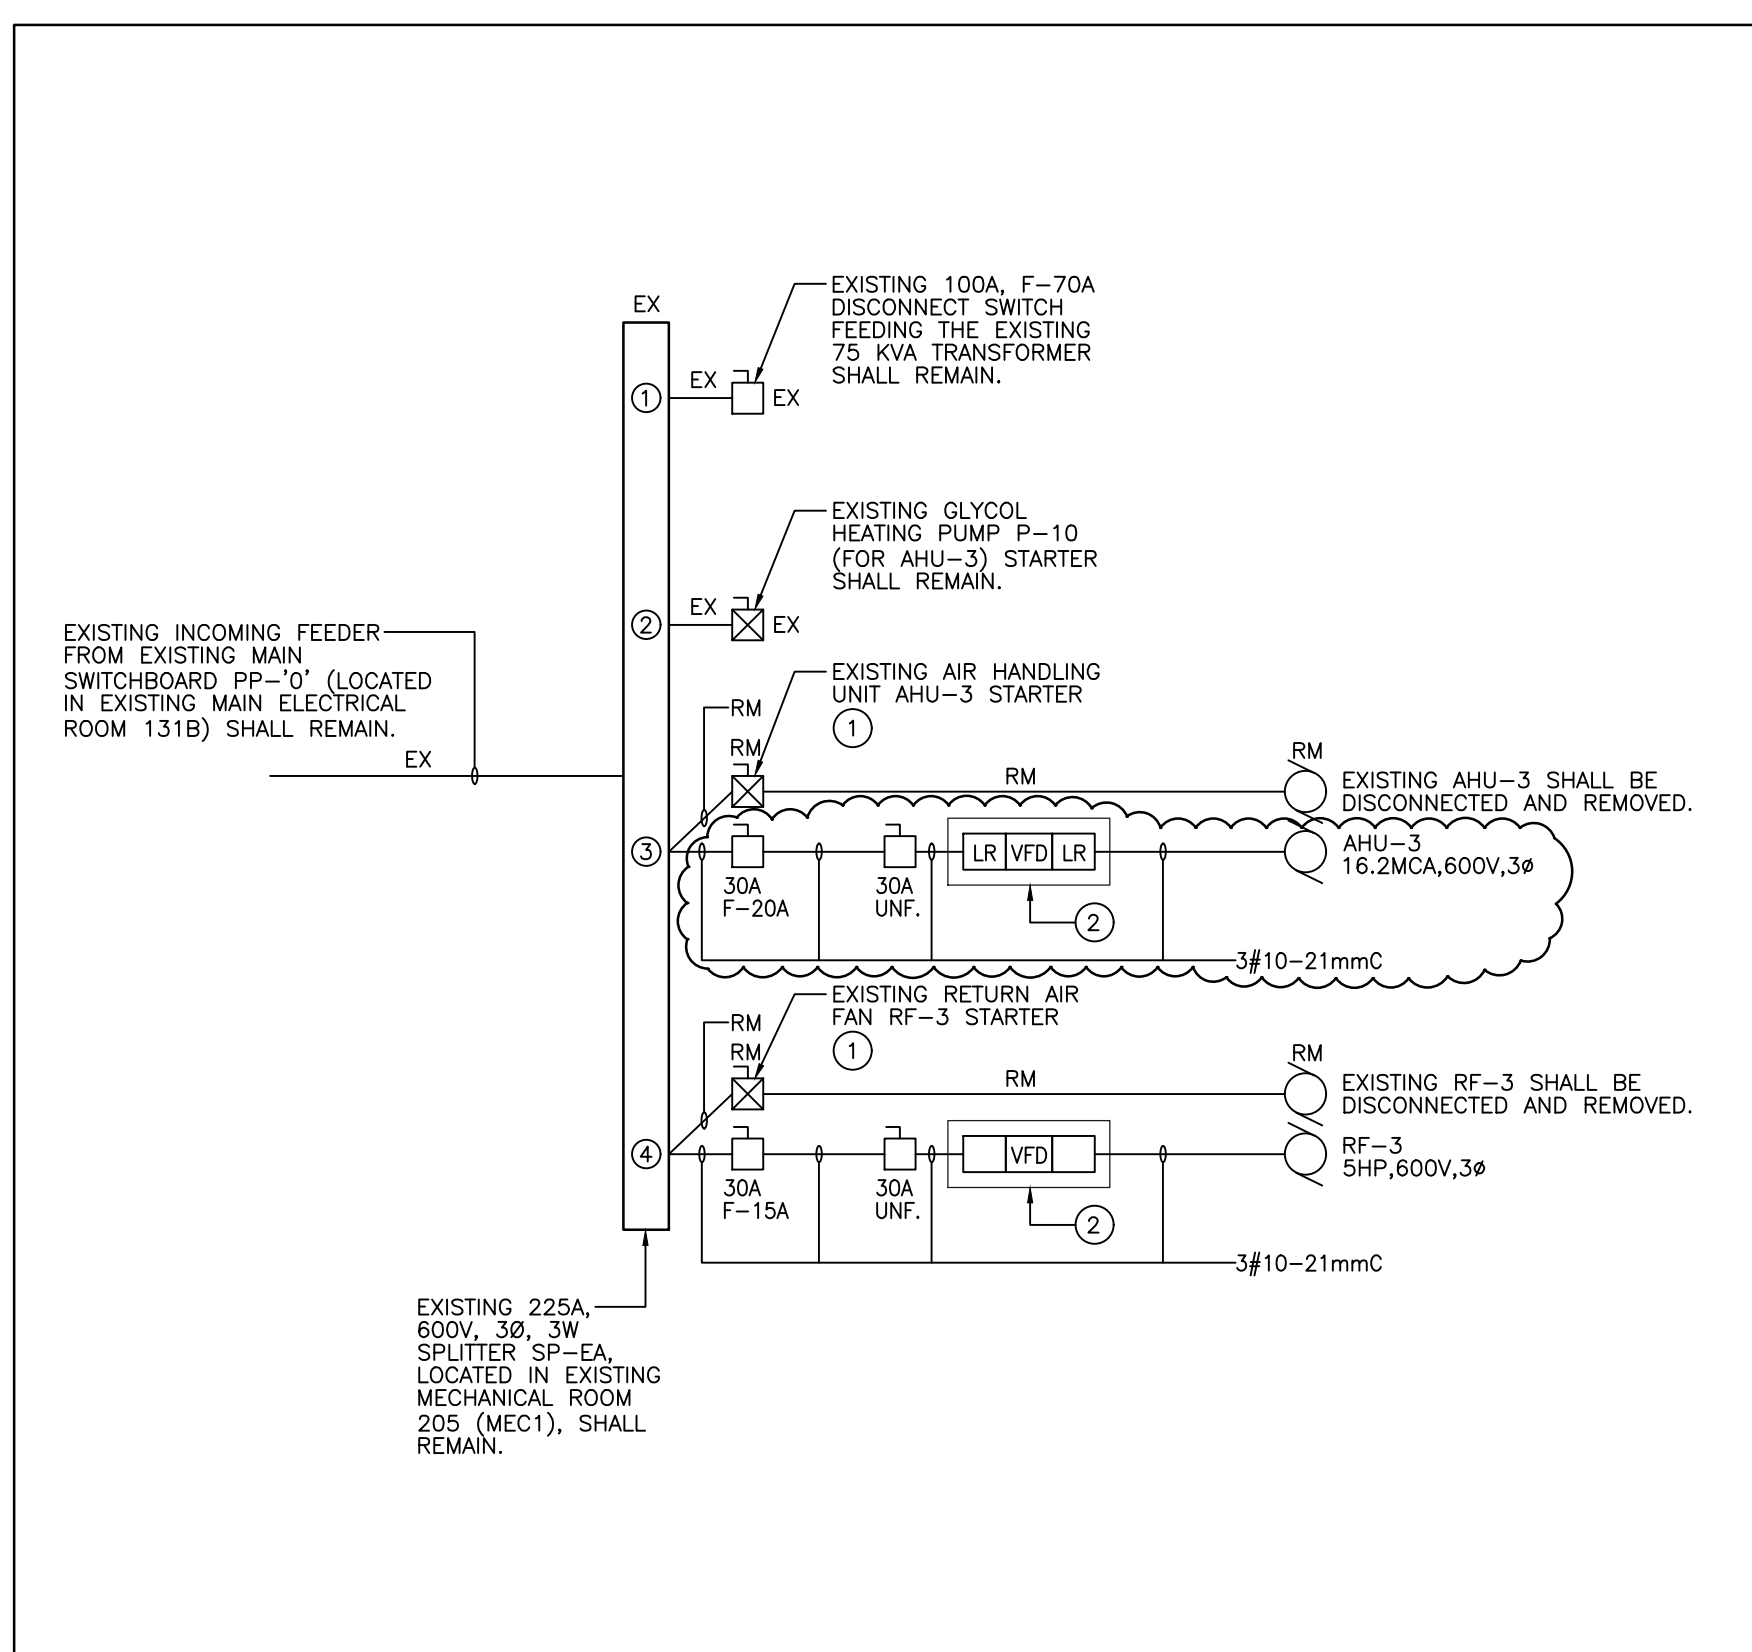 EXISTING 100A, F-70A
DISCONNECT SWITCH
FEEDING THE EXISTING
75 KVA TRANSFORMER
SHALL REMAIN.
EX
1
EX
EX
EXISTING GLYCOL
HEATING PUMP P-10
(FOR AHU-3) STARTER
SHALL REMAIN.
2
EX
EX
EXISTING INCOMING FEEDER
FROM EXISTING MAIN
SWITCHBOARD PP-'0' (LOCATED
IN EXISTING MAIN ELECTRICAL
ROOM 131B) SHALL REMAIN.
EX
EXISTING AIR HANDLING
UNIT AHU-3 STARTER
1
RM
RM
RM
RM
EXISTING AHU-3 SHALL BE
DISCONNECTED AND REMOVED.
3
30A
F-20A
30A
UNF.
LR VFD LR
2
AHU-3
16.2MCA,600V,3ø
3#10-21mmC
EXISTING RETURN AIR
FAN RF-3 STARTER
1
RM
RM
RM
RM
EXISTING RF-3 SHALL BE
DISCONNECTED AND REMOVED.
4
30A
F-15A
30A
UNF.
VFD
2
RF-3
5HP,600V,3ø
3#10-21mmC
EXISTING 225A,
600V, 3Ø, 3W
SPLITTER SP-EA,
LOCATED IN EXISTING
MECHANICAL ROOM
205 (MEC1), SHALL
REMAIN.